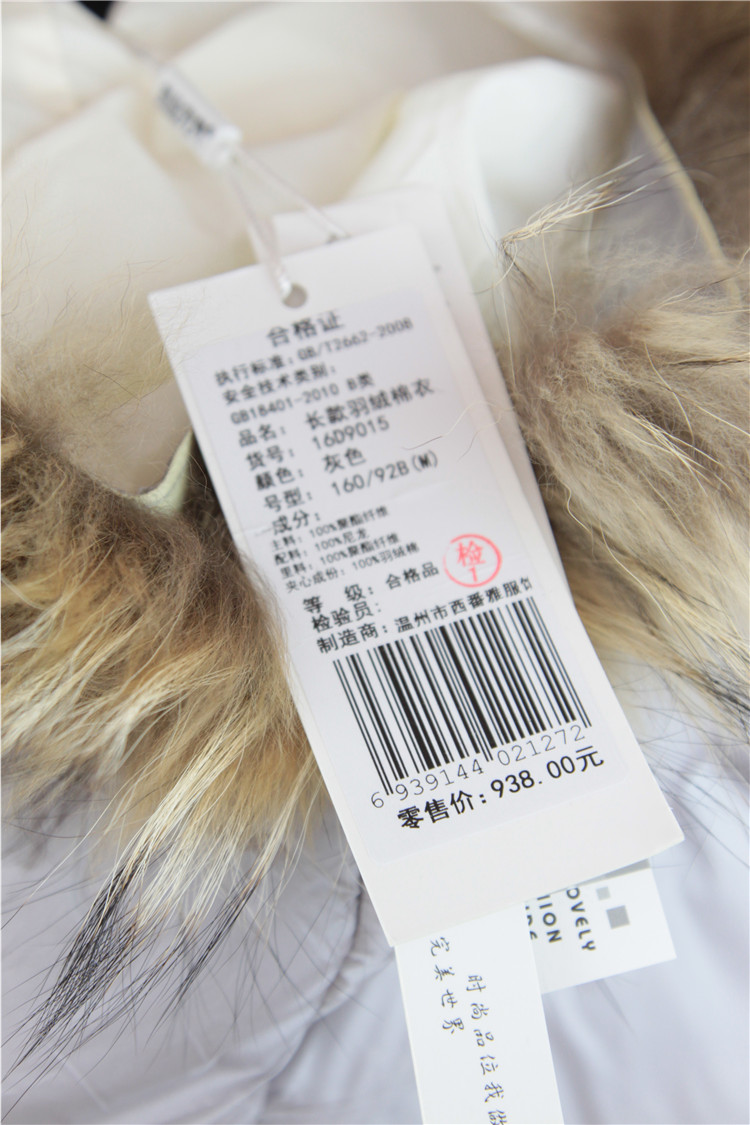 合格证
执行标准：GB/T2662-2008
安全技术类别：
GB18401-2010 B类
品名： 长款羽绒棉衣
货号： 16D9015
颜色： 灰色
号型： 160/92B(M)
成分：
主料：100%聚酯纤维
配料：100%尼龙
里料：100%聚酯纤维
夹心成份：100%羽绒棉
等 级：合格品
检验员：
检
1
制造商：温州市西番雅服饰
6 939144 021272
零售价：938.00元
OVELY
HION
完美世界
时尚品位我做